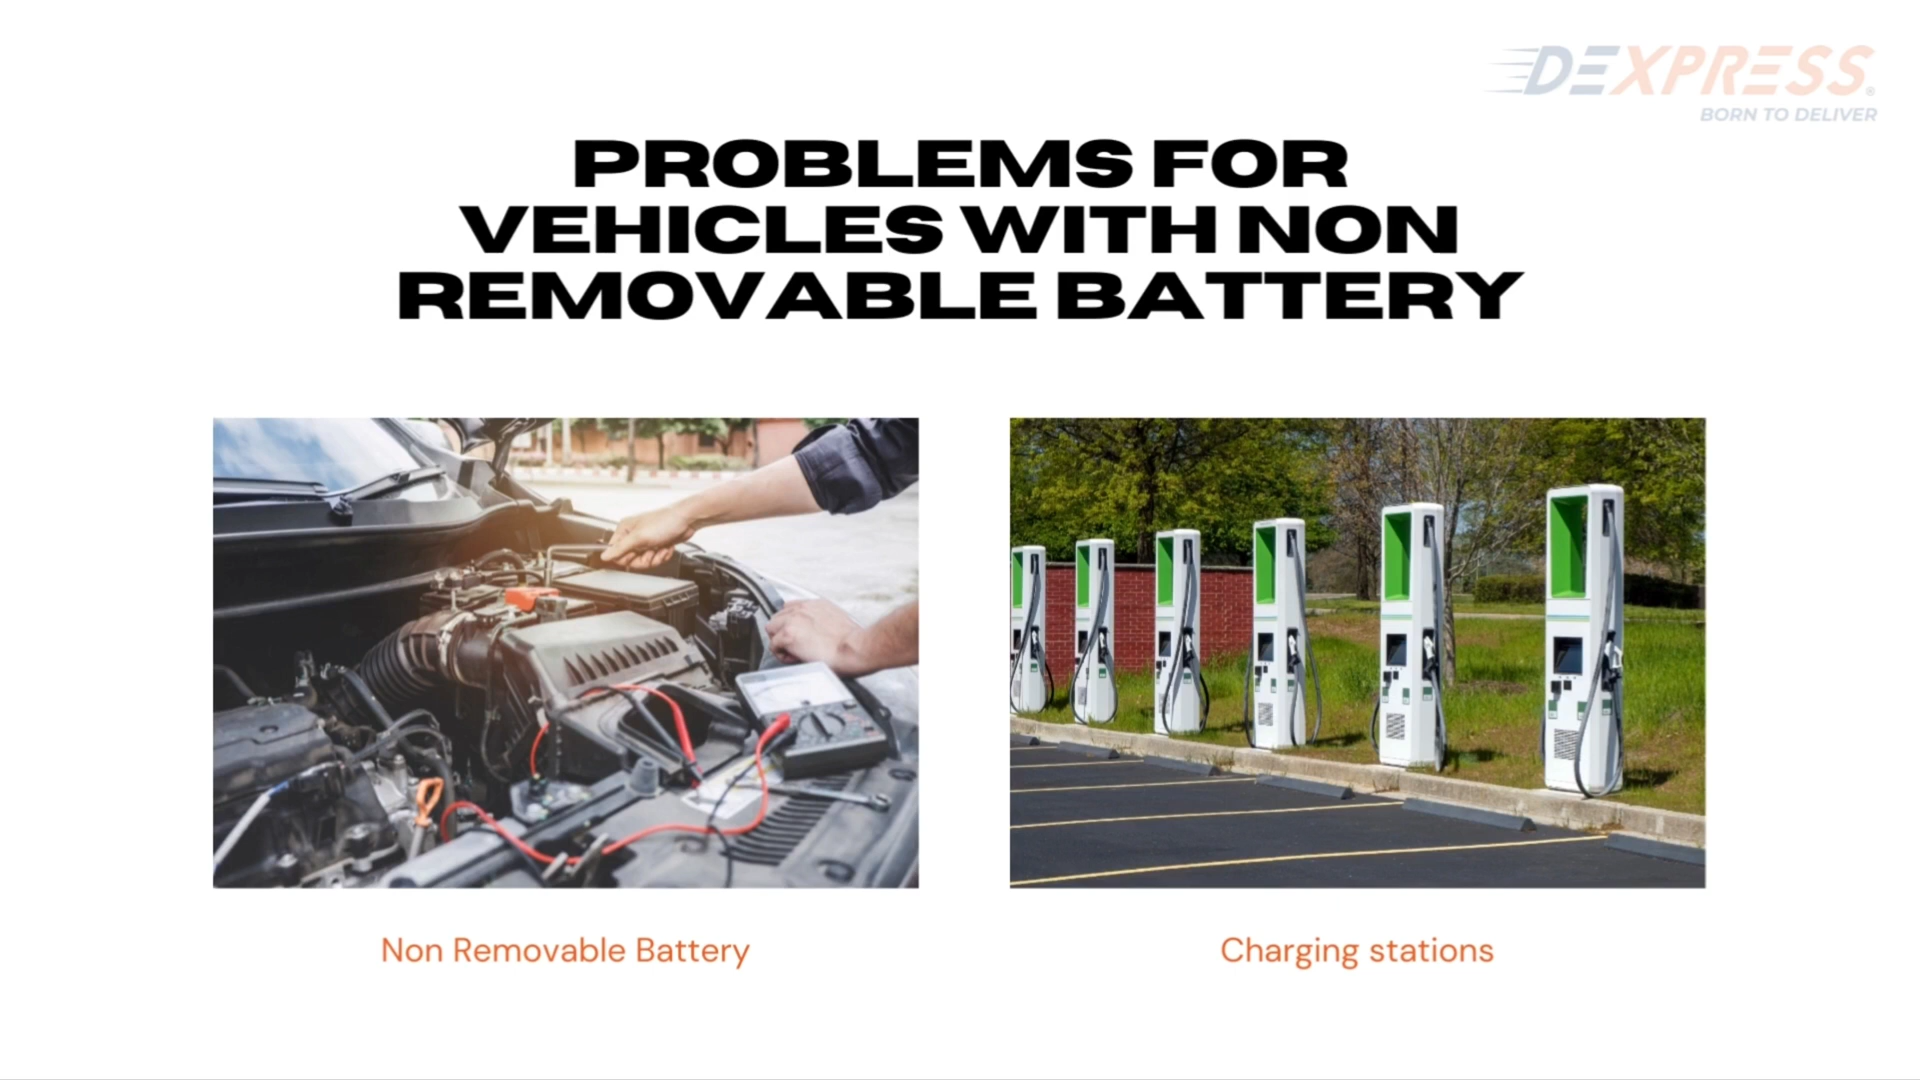 DEXPRESS®
BORN TO DELIVER
PROBLEMS FOR
VEHICLES WITH NON
REMOVABLE BATTERY
Non Removable Battery
Charging stations